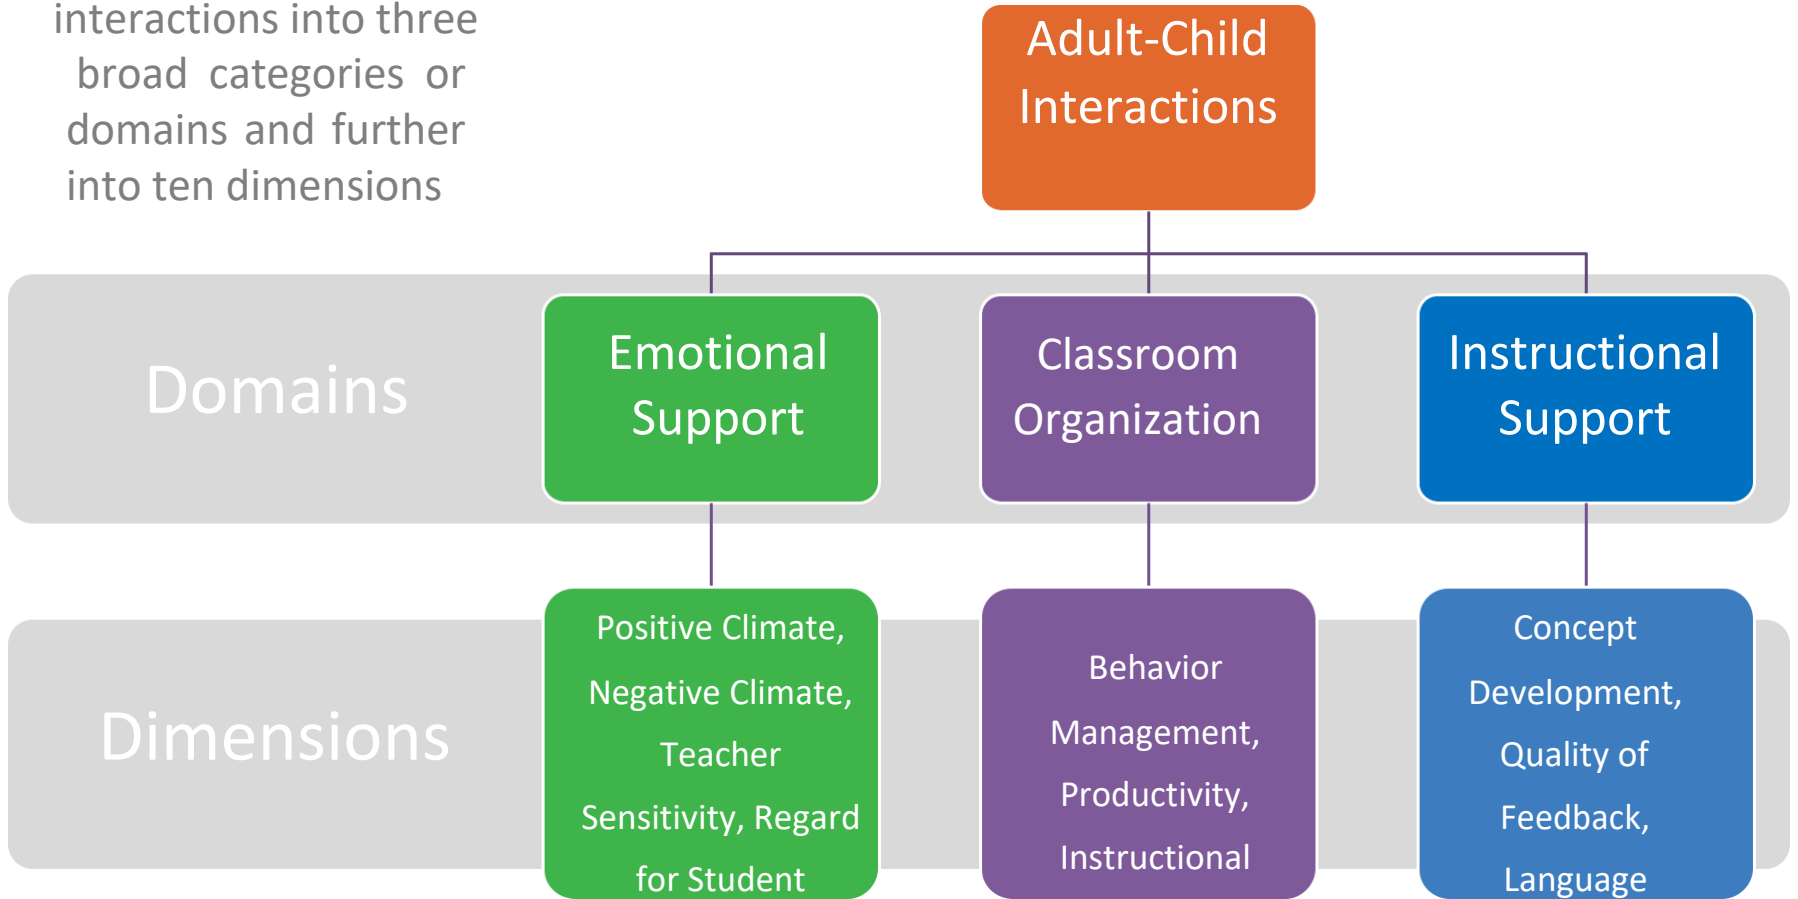 interactions into three
broad categories or
domains and further
into ten dimensions
Adult-Child
Interactions
Domains
Emotional
Support
Classroom
Organization
Instructional
Support
Dimensions
Positive Climate,
Negative Climate,
Teacher
Sensitivity, Regard
for Student
Behavior
Management,
Productivity,
Instructional
Concept
Development,
Quality of
Feedback,
Language